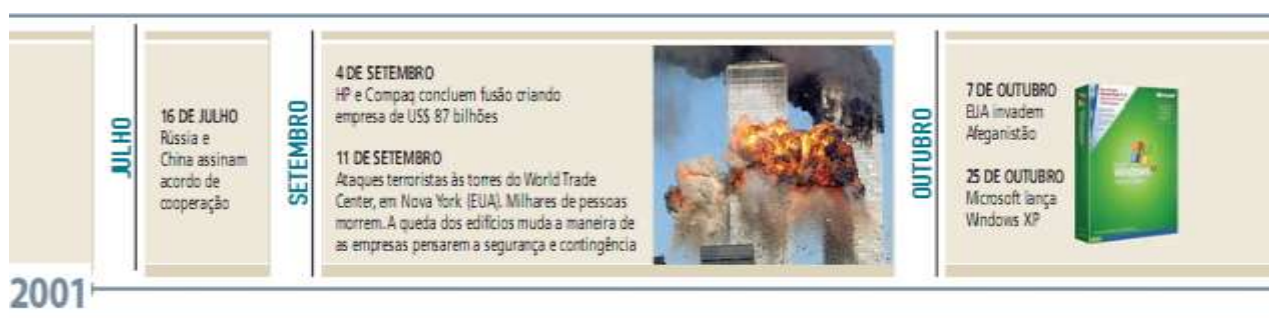 JULHO
16 DE JULHO
Rússia e
China assinam
acordo de
cooperação
SETEMBRO
4 DE SETEMBRO
HP e Compaq concluem fusão criando
empresa de US$ 87 bilhões
11 DE SETEMBRO
Ataques terroristas às torres do World Trade
Center, em Nova York (EUA). Milhares de pessoas
morrem. A queda dos edifícios muda a maneira de
as empresas pensarem a segurança e contingência
OUTUBRO
7 DE OUTUBRO
EUA invadem
Afeganistão
25 DE OUTUBRO
Microsoft lança
Windows XP
2001